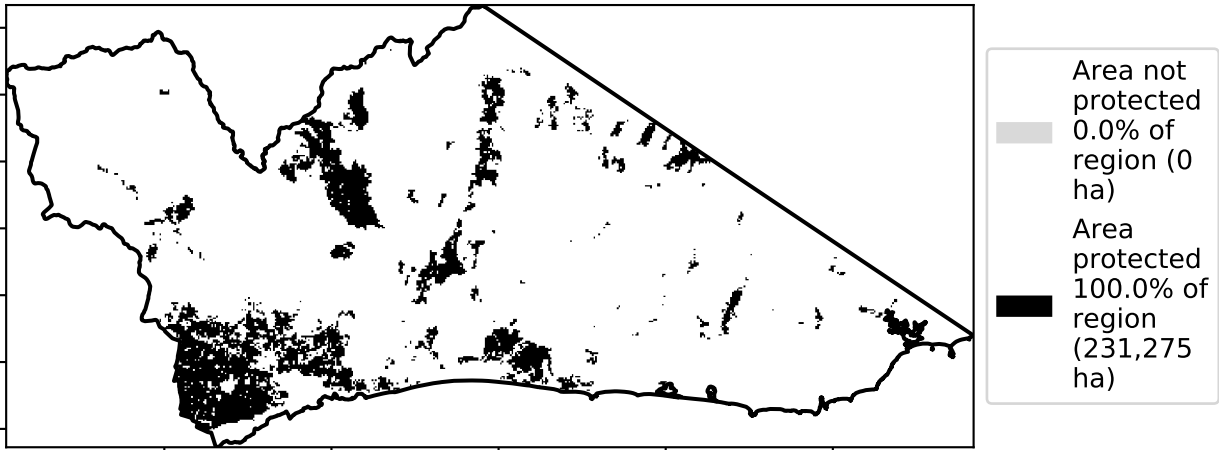 Area not
protected
0.0% of
region (0
ha)
Area
protected
100.0% of
region
(231,275
ha)